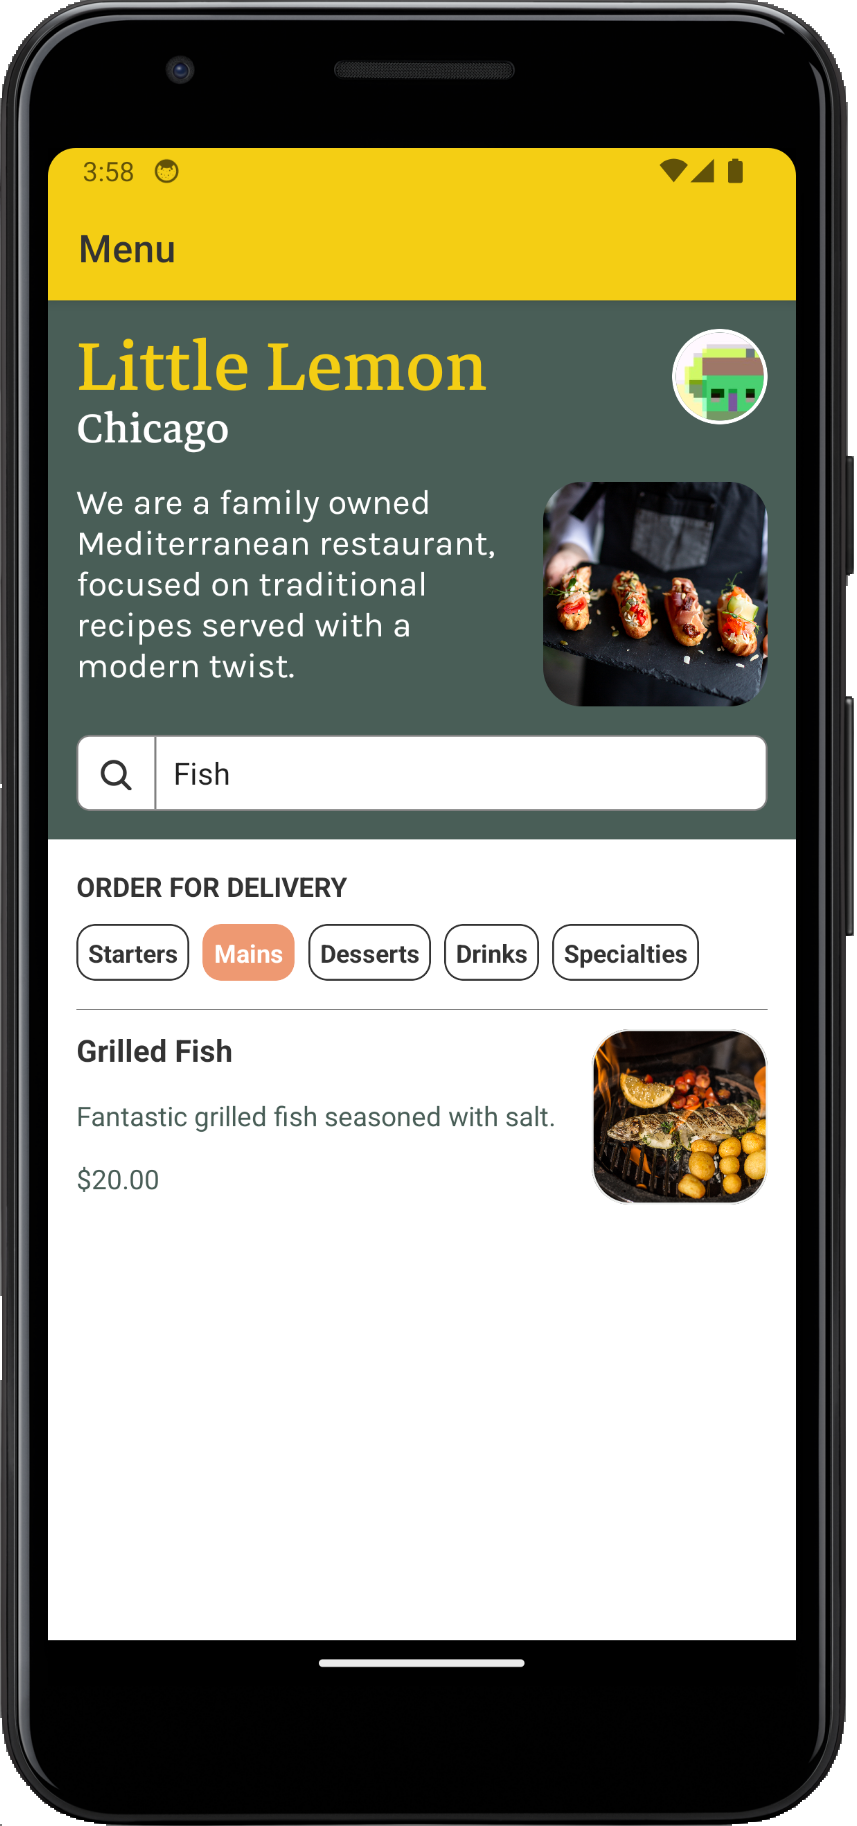 3:58
Menu
Little Lemon
Chicago
We are a family owned
Mediterranean restaurant,
focused on traditional
recipes served with a
modern twist.
Fish
ORDER FOR DELIVERY
Starters Mains Desserts Drinks Specialties
Grilled Fish
Fantastic grilled fish seasoned with salt.
$20.00